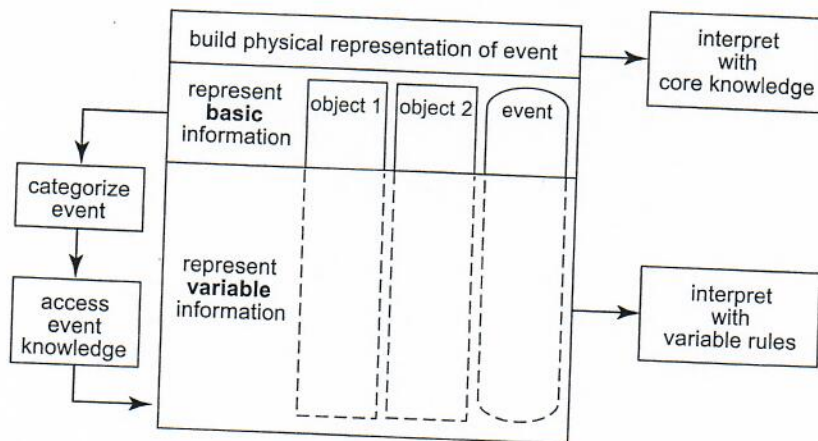 build physical representation of event
interpret
with
core knowledge
represent
basic
information
object 1
object 2
event
categorize
event
access
event
knowledge
represent
variable
information
interpret
with
variable rules